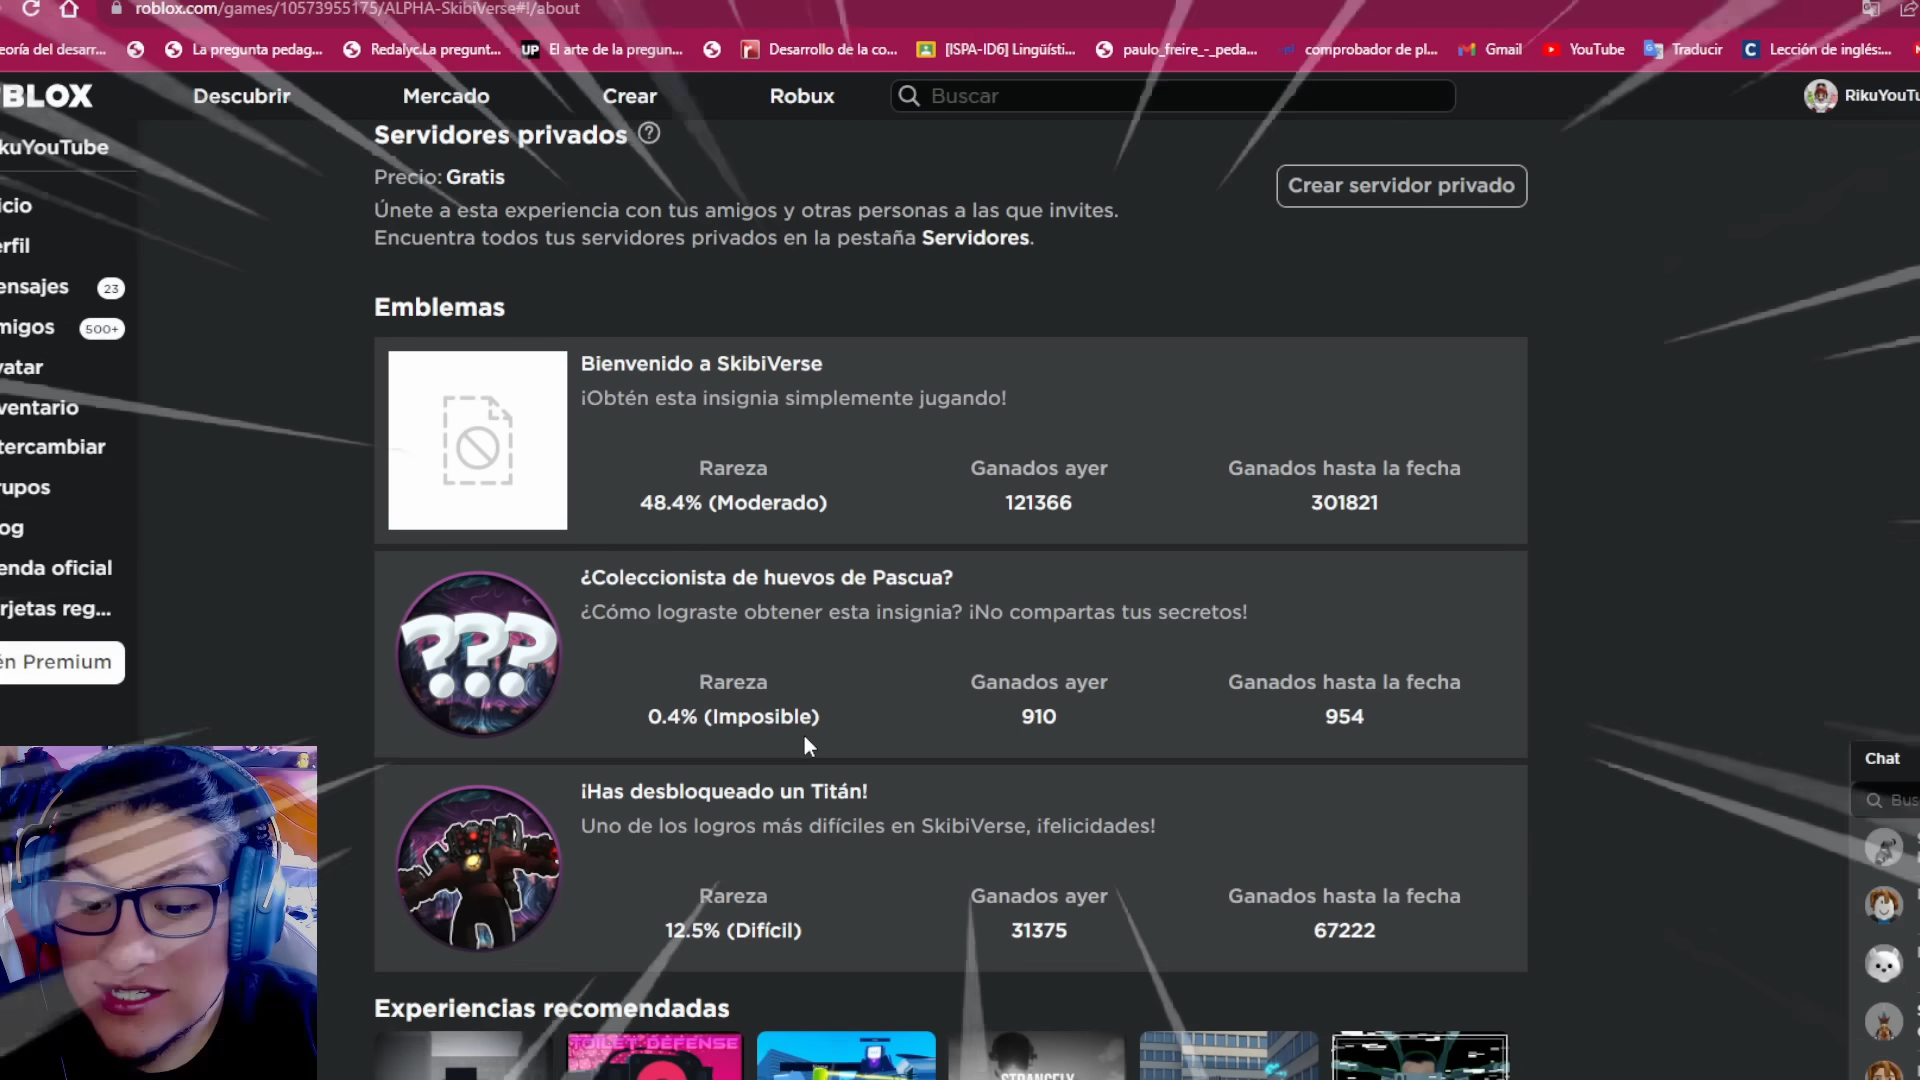 roblox.com/games/10573955175/ALPHA-SkibiVerse#!/about
eoría del desarr...
La pregunta pedag...
Redalyc.La pregunt...
UP El arte de la pregun...
Desarrollo de la co...
[ISPA-ID6] Lingüísti...
paulo_freire_-_peda...
comprobador de pl...
Gmail
YouTube
Traducir
C Lección de inglés:...
BLOX
Descubrir
Mercado
Crear
Robux
Buscar
RikuYouTu
kuYouTube
icio
erfil
ensajes 23
migos 500+
vatar
ventario
tercambiar
rupos
og
enda oficial
rjetas reg...
én Premium
Servidores privados ?
Precio: Gratis
Únete a esta experiencia con tus amigos y otras personas a las que invites.
Encuentra todos tus servidores privados en la pestaña Servidores.
Crear servidor privado
Emblemas
Bienvenido a SkibiVerse
¡Obtén esta insignia simplemente jugando!
Rareza Ganados ayer Ganados hasta la fecha
48.4% (Moderado) 121366 301821
???
¿Coleccionista de huevos de Pascua?
¿Cómo lograste obtener esta insignia? ¡No compartas tus secretos!
Rareza Ganados ayer Ganados hasta la fecha
0.4% (Imposible) 910 954
¡Has desbloqueado un Titán!
Uno de los logros más difíciles en SkibiVerse, ¡felicidades!
Rareza Ganados ayer Ganados hasta la fecha
12.5% (Difícil) 31375 67222
Experiencias recomendadas
TOILET DEFENSE
STRANGELY
Chat
Bus